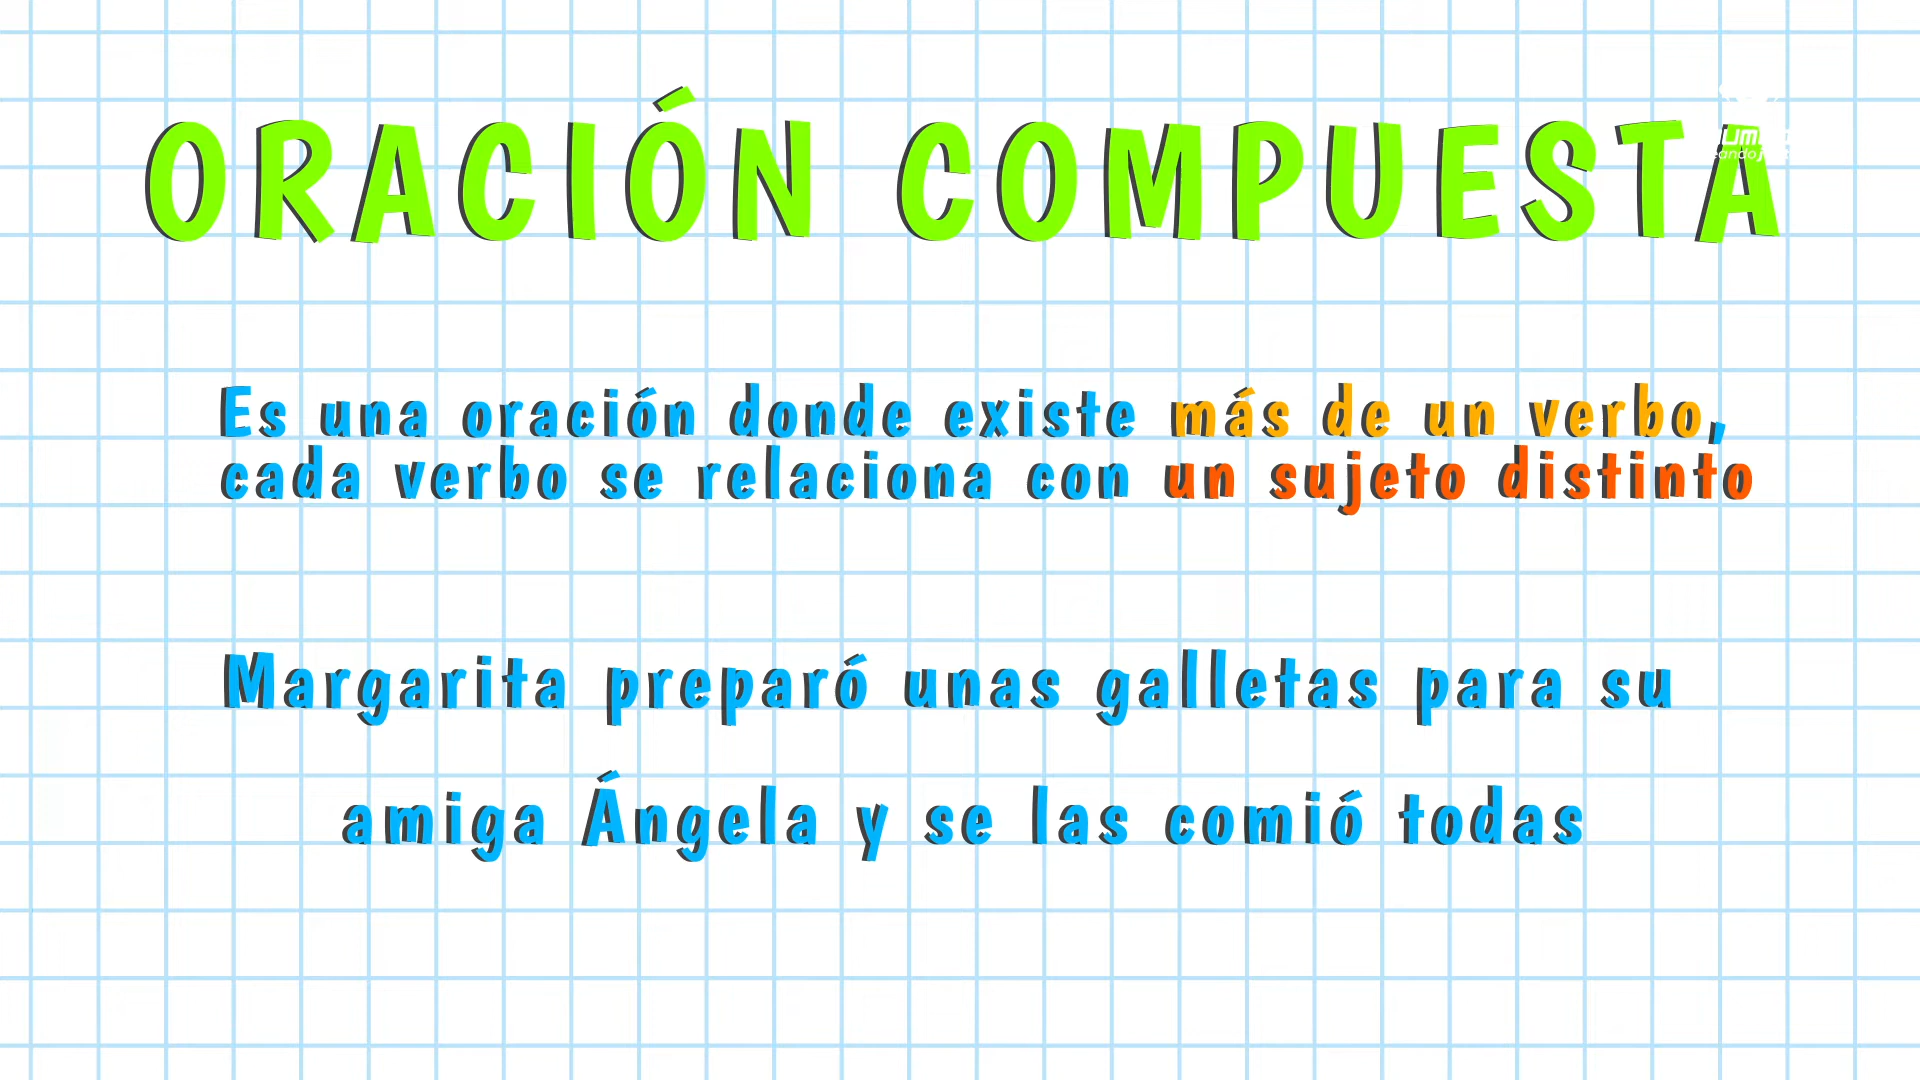 ORACIÓN COMPUESTA
Es una oración donde existe más de un verbo,
cada verbo se relaciona con un sujeto distinto
Margarita preparó unas galletas para su
amiga Ángela y se las comió todas